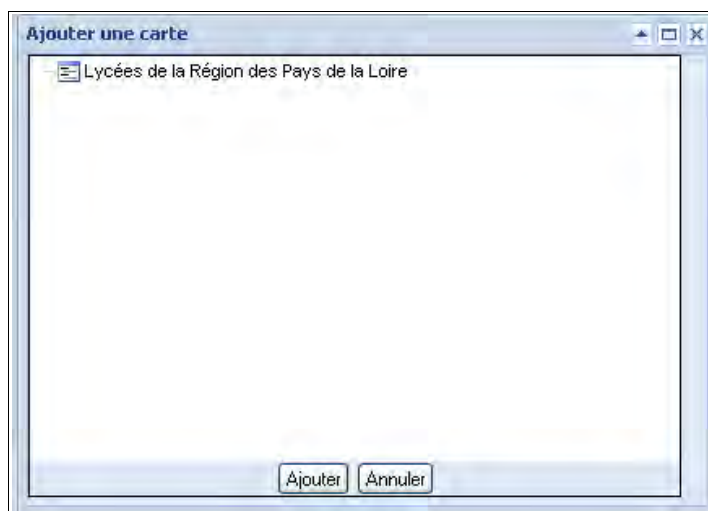 Ajouter une carte
Lycées de la Région des Pays de la Loire
Ajouter Annuler